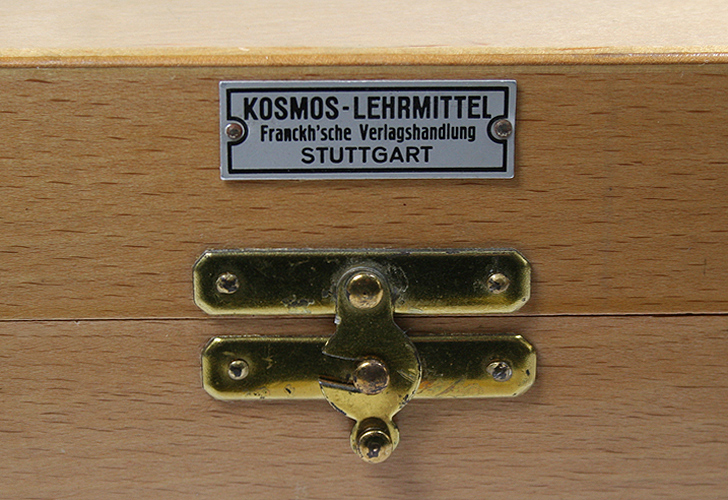 KOSMOS-LEHRMITTEL
Franckh'sche Verlagshandlung
STUTTGART